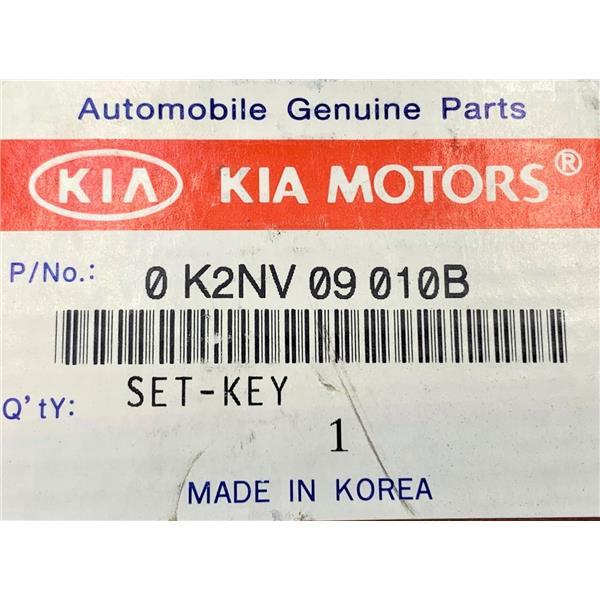 Automobile Genuine Parts
KIA KIA MOTORS®
P/No.: 0 K2NV 09 010B
SET-KEY
Q'tY: 1
MADE IN KOREA